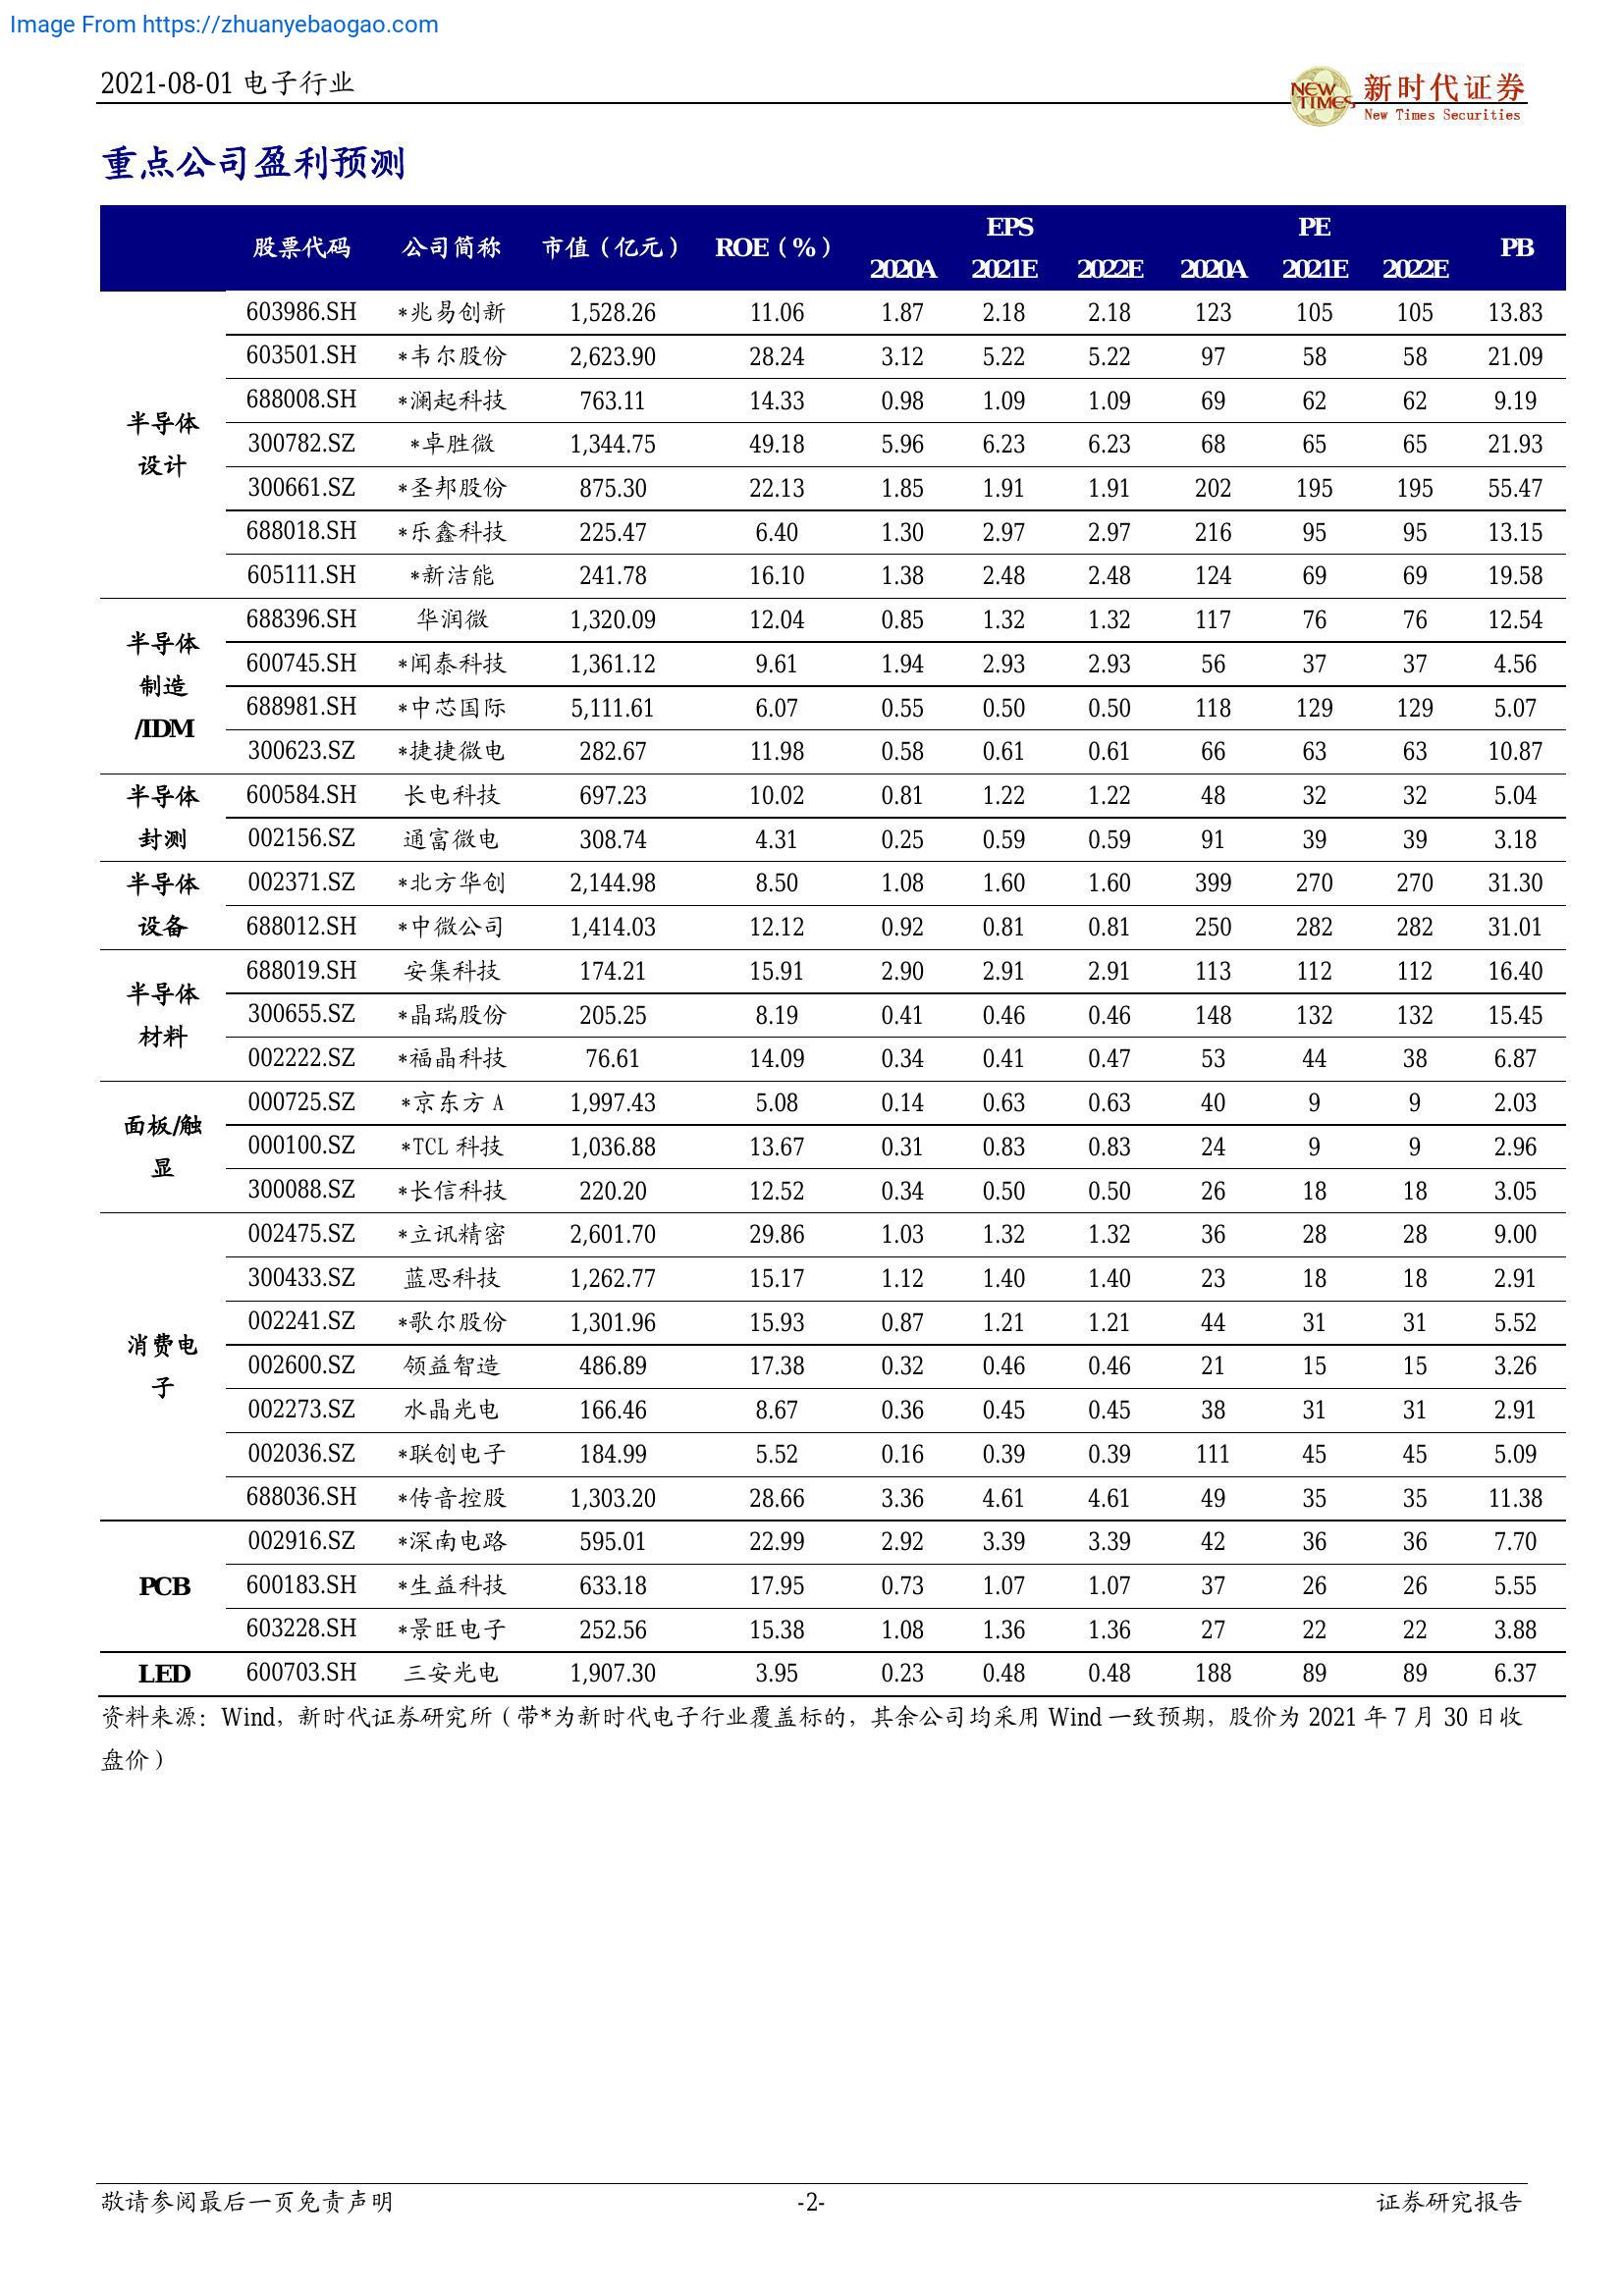 Image From https://zhuanyebaogao.com
2021-08-01 电子行业
NEW TIMES 新时代证券
New Times Securities
重点公司盈利预测
股票代码 公司简称 市值（亿元） ROE（%） EPS PE PB
2020A 2021E 2022E 2020A 2021E 2022E
半导体设计
603986.SH *兆易创新 1,528.26 11.06 1.87 2.18 2.18 123 105 105 13.83
603501.SH *韦尔股份 2,623.90 28.24 3.12 5.22 5.22 97 58 58 21.09
688008.SH *澜起科技 763.11 14.33 0.98 1.09 1.09 69 62 62 9.19
300782.SZ *卓胜微 1,344.75 49.18 5.96 6.23 6.23 68 65 65 21.93
300661.SZ *圣邦股份 875.30 22.13 1.85 1.91 1.91 202 195 195 55.47
688018.SH *乐鑫科技 225.47 6.40 1.30 2.97 2.97 216 95 95 13.15
605111.SH *新洁能 241.78 16.10 1.38 2.48 2.48 124 69 69 19.58
半导体制造/IDM
688396.SH 华润微 1,320.09 12.04 0.85 1.32 1.32 117 76 76 12.54
600745.SH *闻泰科技 1,361.12 9.61 1.94 2.93 2.93 56 37 37 4.56
688981.SH *中芯国际 5,111.61 6.07 0.55 0.50 0.50 118 129 129 5.07
300623.SZ *捷捷微电 282.67 11.98 0.58 0.61 0.61 66 63 63 10.87
半导体封测
600584.SH 长电科技 697.23 10.02 0.81 1.22 1.22 48 32 32 5.04
002156.SZ 通富微电 308.74 4.31 0.25 0.59 0.59 91 39 39 3.18
半导体设备
002371.SZ *北方华创 2,144.98 8.50 1.08 1.60 1.60 399 270 270 31.30
688012.SH *中微公司 1,414.03 12.12 0.92 0.81 0.81 250 282 282 31.01
半导体材料
688019.SH 安集科技 174.21 15.91 2.90 2.91 2.91 113 112 112 16.40
300655.SZ *晶瑞股份 205.25 8.19 0.41 0.46 0.46 148 132 132 15.45
002222.SZ *福晶科技 76.61 14.09 0.34 0.41 0.47 53 44 38 6.87
面板/触显
000725.SZ *京东方 A 1,997.43 5.08 0.14 0.63 0.63 40 9 9 2.03
000100.SZ *TCL 科技 1,036.88 13.67 0.31 0.83 0.83 24 9 9 2.96
300088.SZ *长信科技 220.20 12.52 0.34 0.50 0.50 26 18 18 3.05
消费电子
002475.SZ *立讯精密 2,601.70 29.86 1.03 1.32 1.32 36 28 28 9.00
300433.SZ 蓝思科技 1,262.77 15.17 1.12 1.40 1.40 23 18 18 2.91
002241.SZ *歌尔股份 1,301.96 15.93 0.87 1.21 1.21 44 31 31 5.52
002600.SZ 领益智造 486.89 17.38 0.32 0.46 0.46 21 15 15 3.26
002273.SZ 水晶光电 166.46 8.67 0.36 0.45 0.45 38 31 31 2.91
002036.SZ *联创电子 184.99 5.52 0.16 0.39 0.39 111 45 45 5.09
688036.SH *传音控股 1,303.20 28.66 3.36 4.61 4.61 49 35 35 11.38
PCB
002916.SZ *深南电路 595.01 22.99 2.92 3.39 3.39 42 36 36 7.70
600183.SH *生益科技 633.18 17.95 0.73 1.07 1.07 37 26 26 5.55
603228.SH *景旺电子 252.56 15.38 1.08 1.36 1.36 27 22 22 3.88
LED 600703.SH 三安光电 1,907.30 3.95 0.23 0.48 0.48 188 89 89 6.37
资料来源：Wind，新时代证券研究所（带*为新时代电子行业覆盖标的，其余公司均采用 Wind 一致预期，股价为 2021 年 7 月 30 日收
盘价）
敬请参阅最后一页免责声明 -2- 证券研究报告